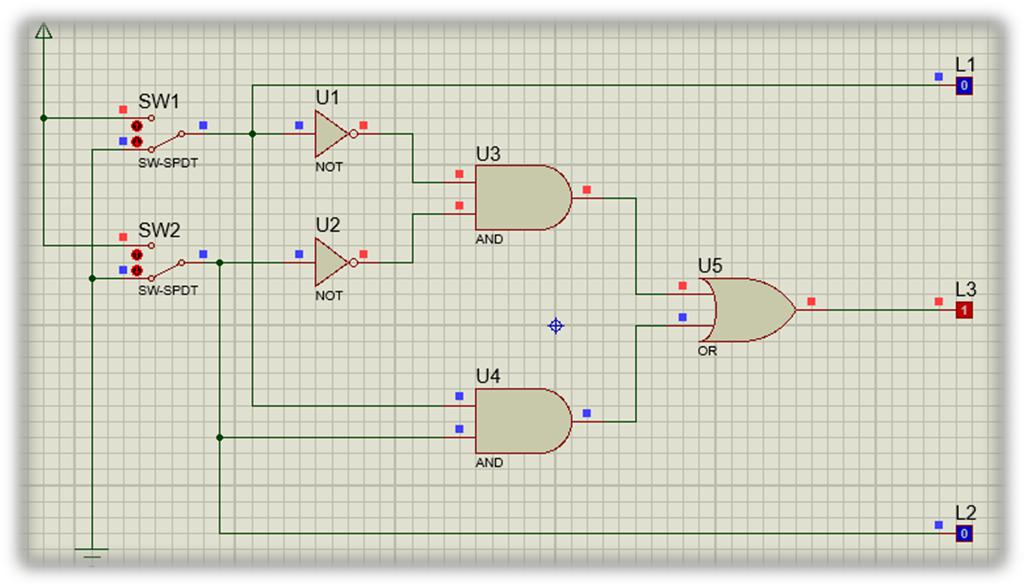 L1
0
SW1
SW-SPDT
U1
NOT
U3
AND
SW2
SW-SPDT
U2
NOT
U5
OR
L3
1
U4
AND
L2
0